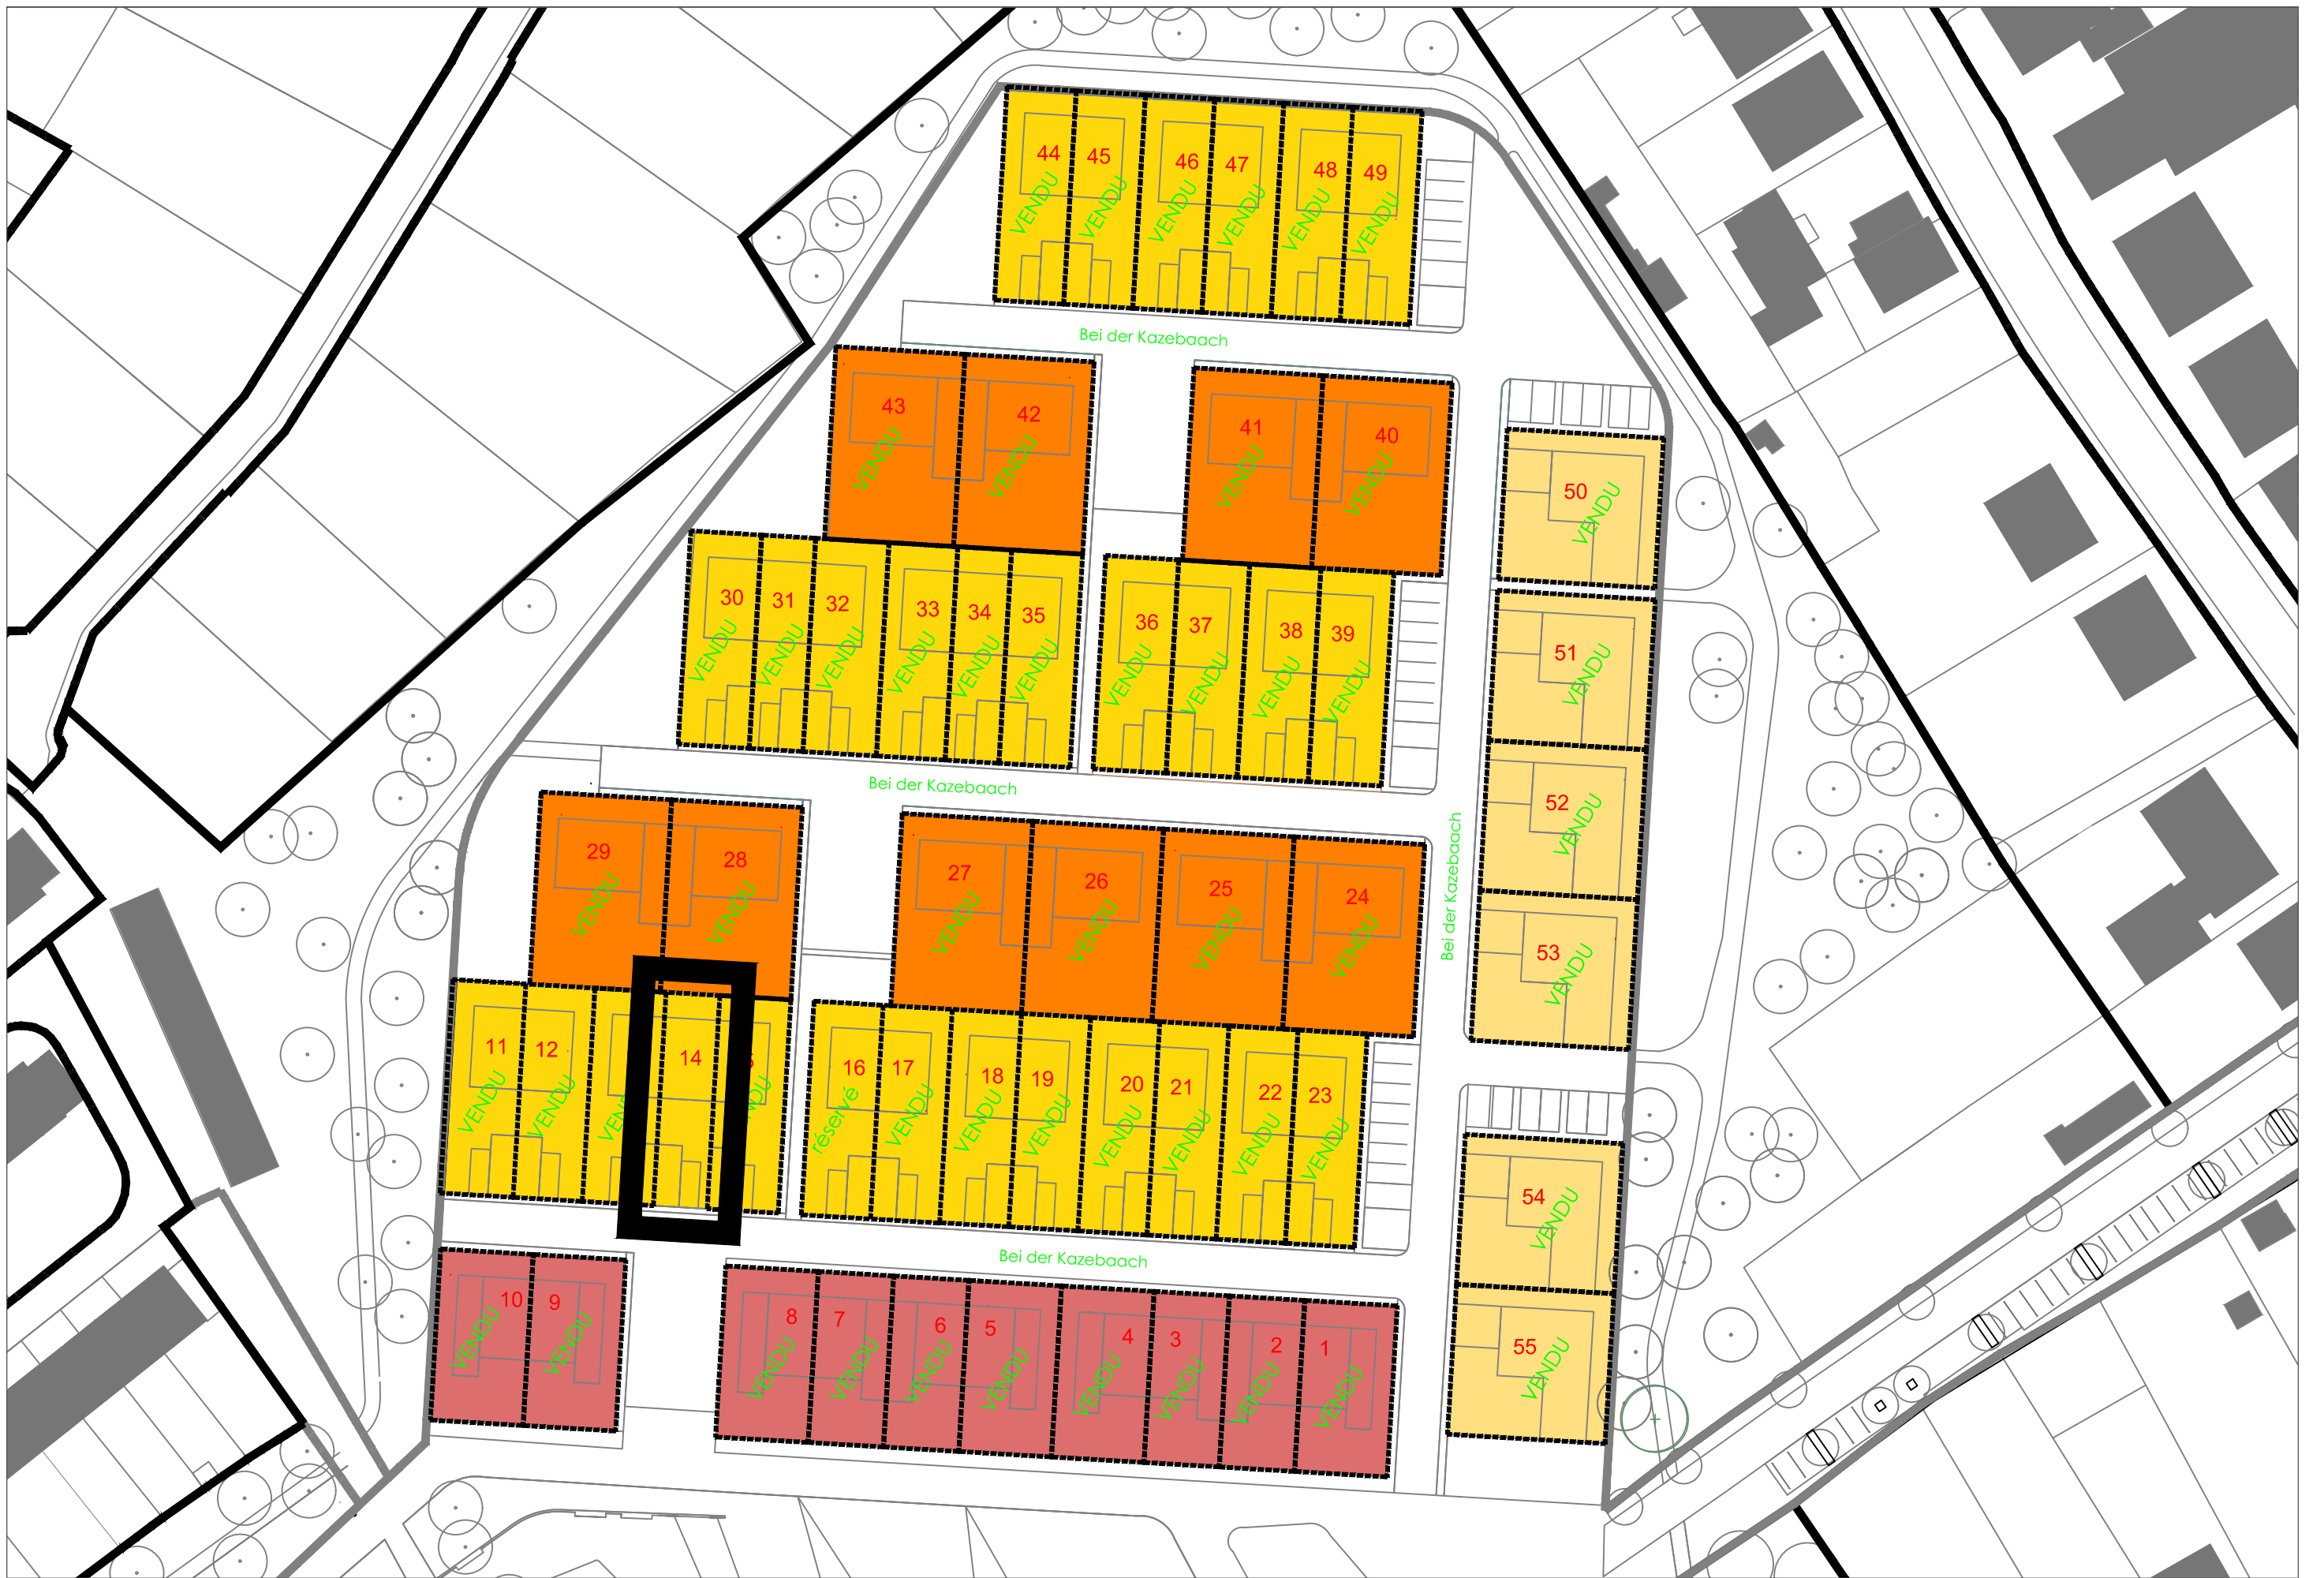 44 45 46 47 48 49
VENDU VENDU VENDU VENDU VENDU VENDU
Bei der Kazebaach
43 42 41 40
VENDU VENDU VENDU VENDU
50
VENDU
30 31 32 33 34 35 36 37 38 39
VENDU VENDU VENDU VENDU VENDU VENDU VENDU VENDU VENDU VENDU
51
VENDU
Bei der Kazebaach
52
VENDU
Bei der Kazebaach
29 28 27 26 25 24
VENDU VENDU VENDU VENDU VENDU VENDU
53
VENDU
11 12 14 16 17 18 19 20 21 22 23
VENDU VENDU réservé VENDU VENDU VENDU VENDU VENDU VENDU VENDU
54
VENDU
Bei der Kazebaach
10 9 8 7 6 5 4 3 2 1
VENDU VENDU VENDU VENDU VENDU VENDU VENDU VENDU VENDU VENDU
55
VENDU